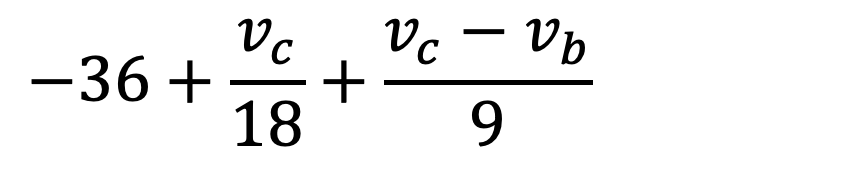 −36 + v_c/18 + (v_c − v_b)/9